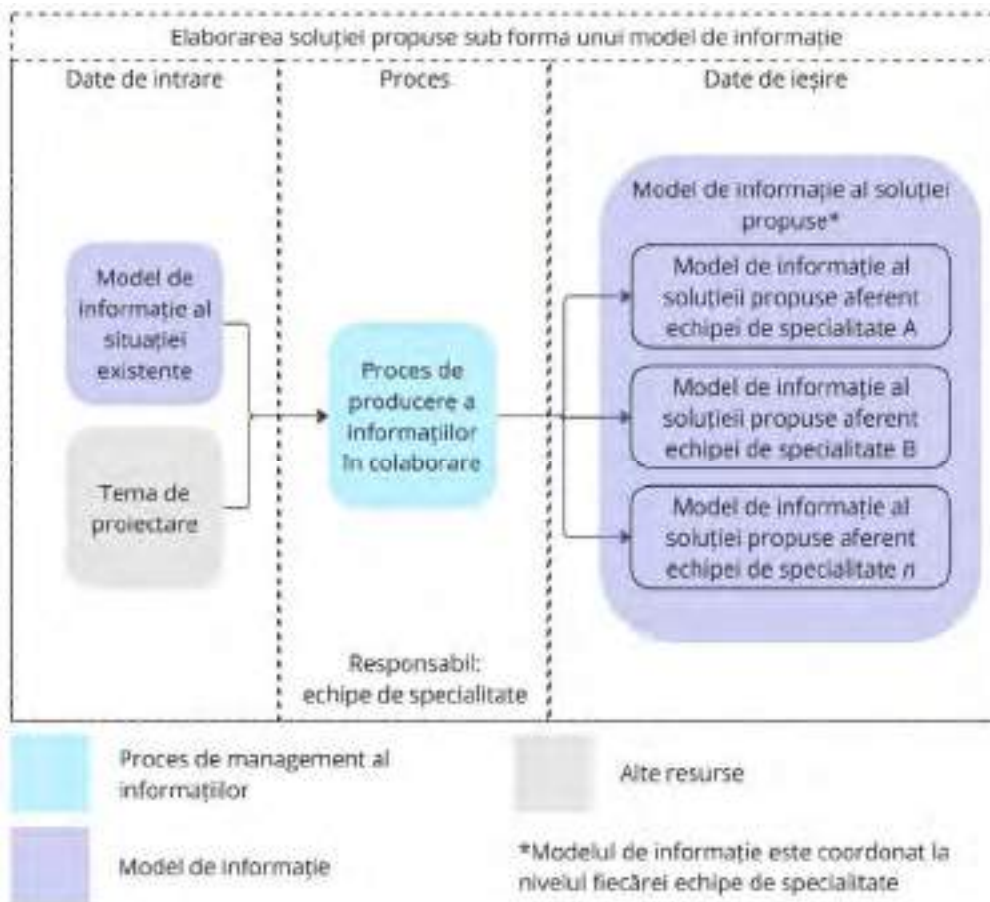 Elaborarea soluției propuse sub forma unui model de informație
Date de intrare
Proces
Date de ieșire
Model de
informație al
situației
existente
Tema de
proiectare
Proces de
producere a
informațiilor
în colaborare
Responsabil:
echipe de specialitate
Model de informație al soluției
propuse*
Model de informație al
soluțieii propuse aferent
echipei de specialitate A
Model de informație al
soluțieii propuse aferent
echipei de specialitate B
Model de informație al
soluției propuse aferent
echipei de specialitate n
Proces de management al
informațiilor
Model de informație
Alte resurse
*Modelul de informație este coordonat la
nivelul fiecărei echipe de specialitate